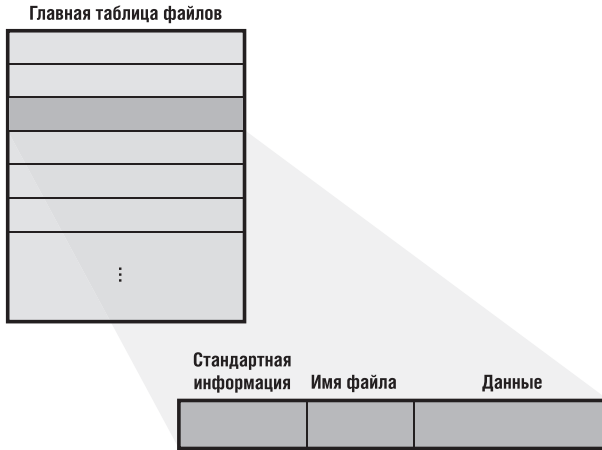 Главная таблица файлов
⋮
Стандартная
информация
Имя файла
Данные